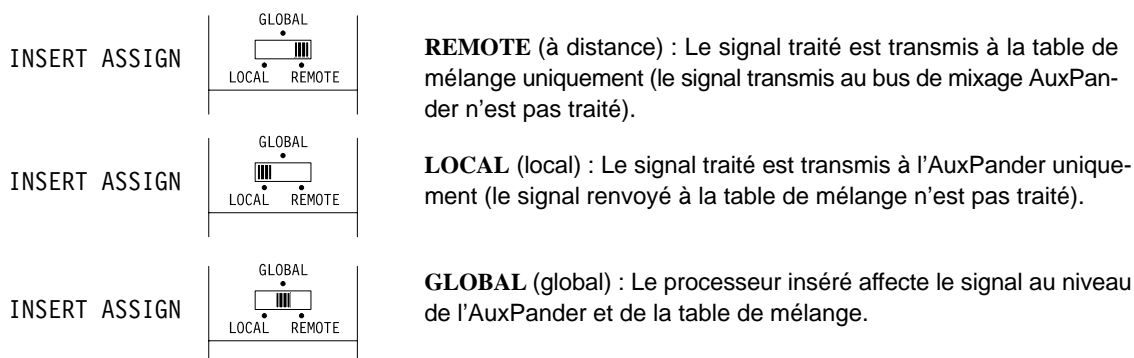 GLOBAL
INSERT ASSIGN
LOCAL REMOTE
REMOTE (à distance) : Le signal traité est transmis à la table de
mélange uniquement (le signal transmis au bus de mixage AuxPan-
der n'est pas traité).
GLOBAL
INSERT ASSIGN
LOCAL REMOTE
LOCAL (local) : Le signal traité est transmis à l'AuxPander unique-
ment (le signal renvoyé à la table de mélange n'est pas traité).
GLOBAL
INSERT ASSIGN
LOCAL REMOTE
GLOBAL (global) : Le processeur inséré affecte le signal au niveau
de l'AuxPander et de la table de mélange.